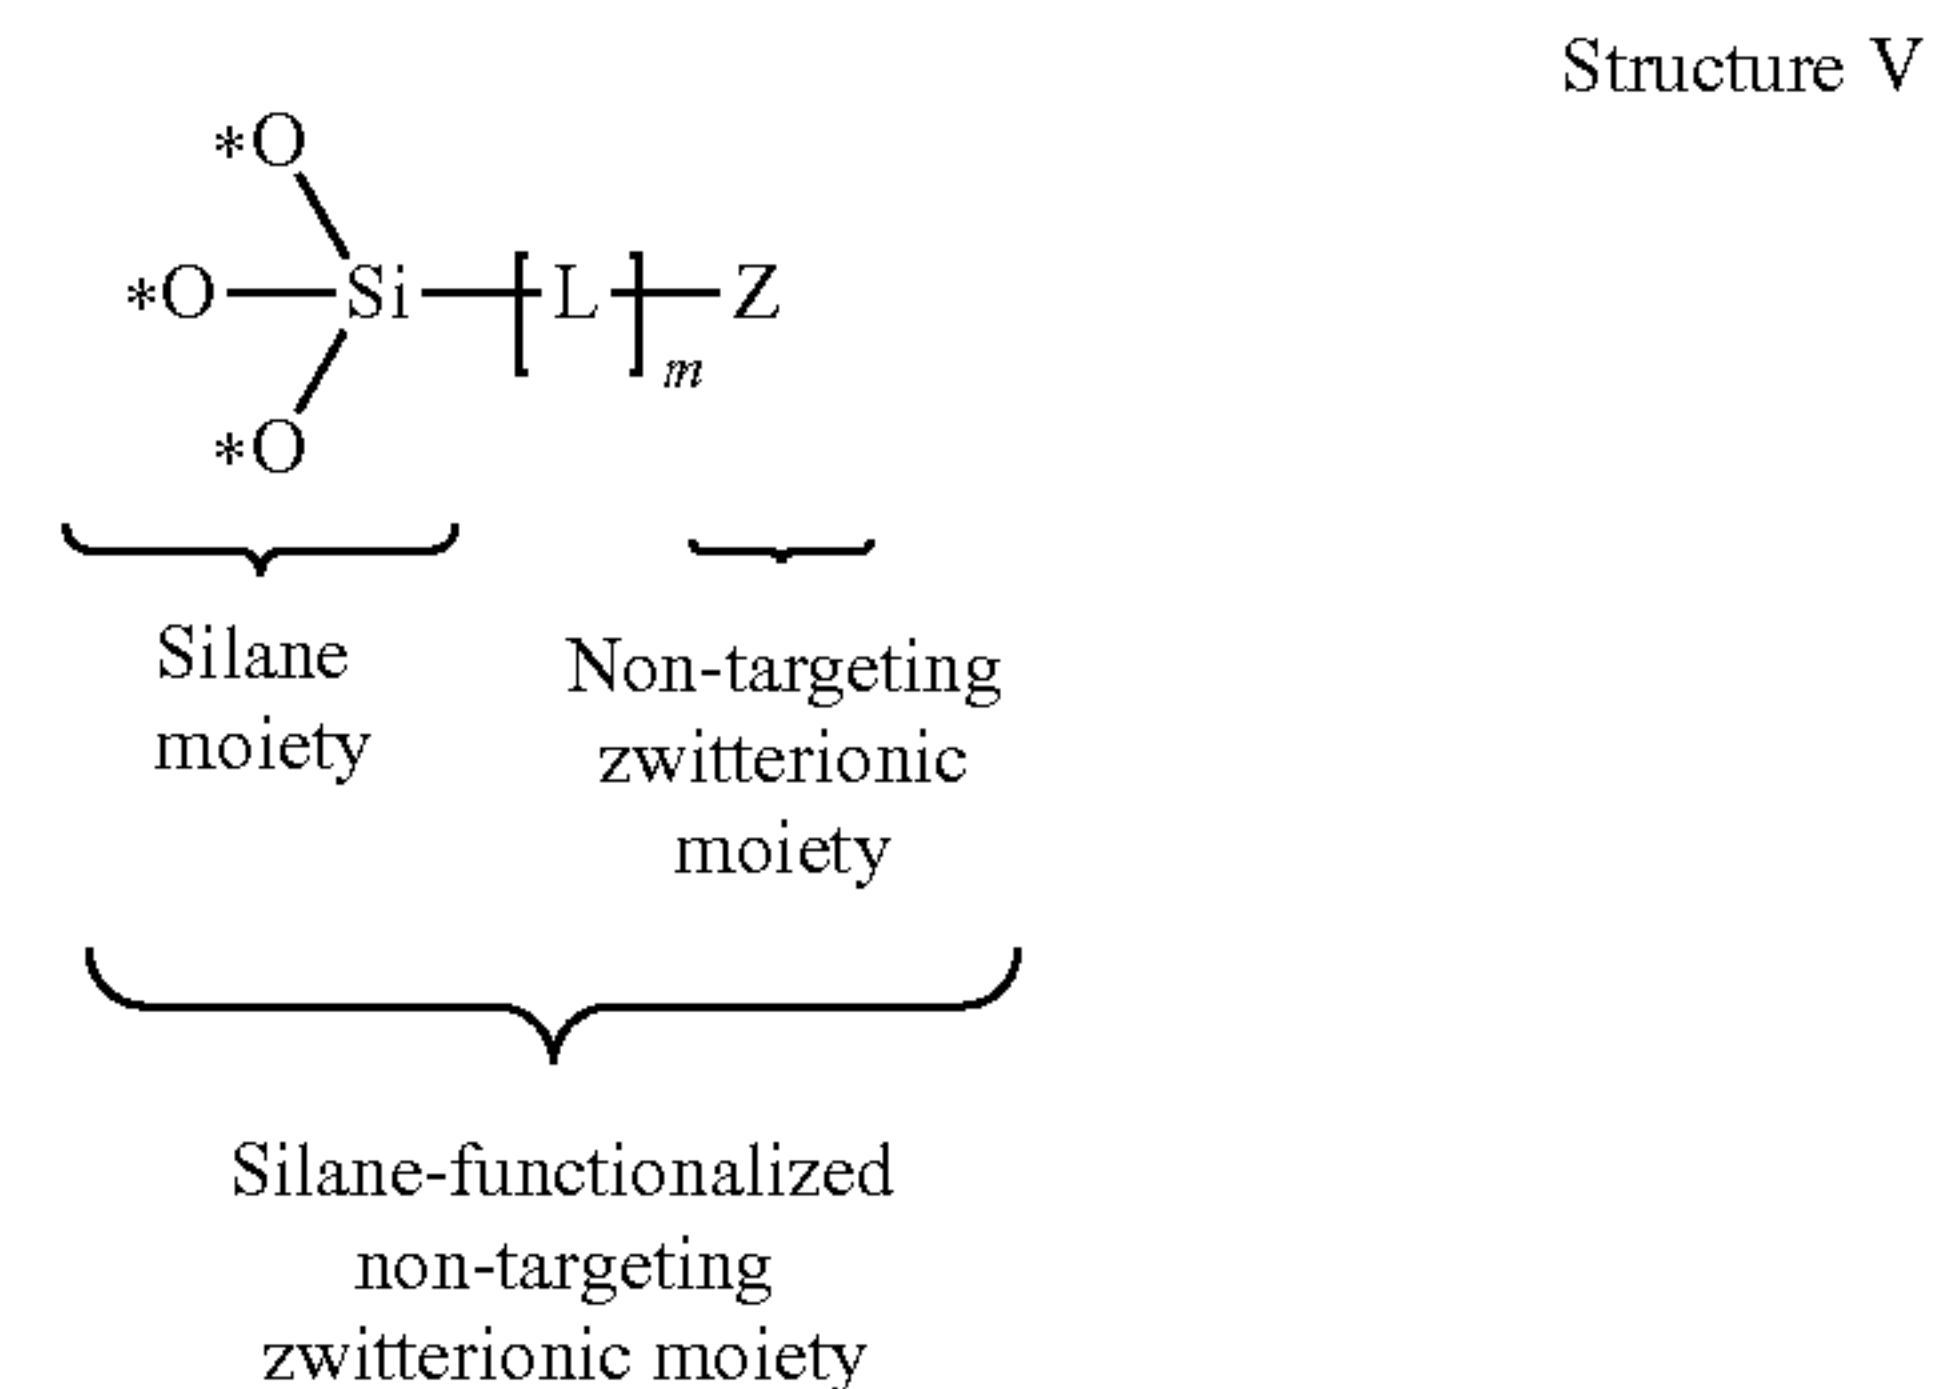 Structure V
*O
*O Si [ L ] Z
m
*O
Silane
moiety
Non-targeting
zwitterionic
moiety
Silane-functionalized
non-targeting
zwitterionic moiety